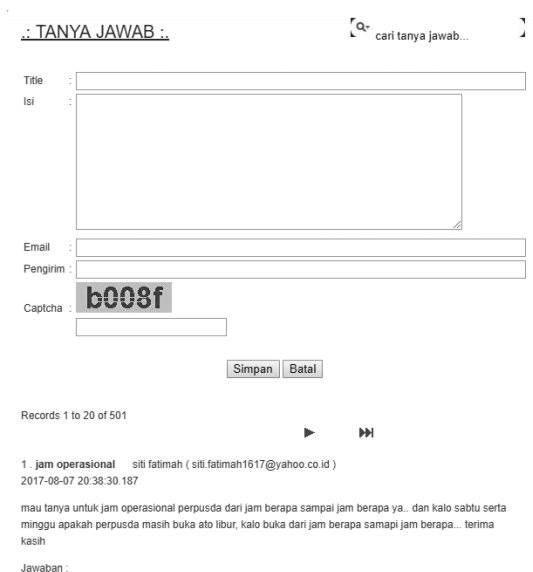 .: TANYA JAWAB :.
cari tanya jawab...
Title :
Isi :
Email :
Pengirim :
Captcha : b008f
Simpan Batal
Records 1 to 20 of 501
1 . jam operasional siti fatimah ( siti.fatimah1617@yahoo.co.id )
2017-08-07 20:38:30.187
mau tanya untuk jam operasional perpusda dari jam berapa sampai jam berapa ya.. dan kalo sabtu serta
minggu apakah perpusda masih buka ato libur, kalo buka dari jam berapa samapi jam berapa... terima
kasih
Jawaban :